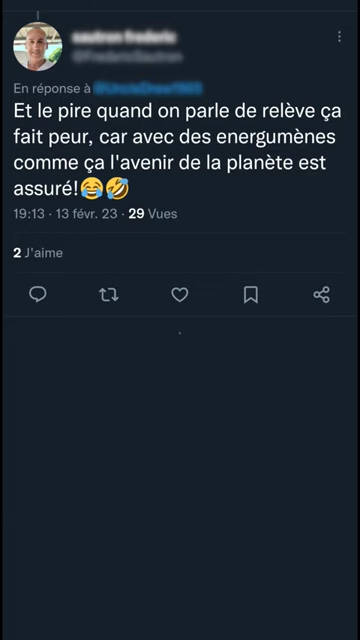 En réponse à
Et le pire quand on parle de relève ça
fait peur, car avec des energumènes
comme ça l'avenir de la planète est
assuré!😂🤣
19:13 · 13 févr. 23 · 29 Vues
2 J'aime